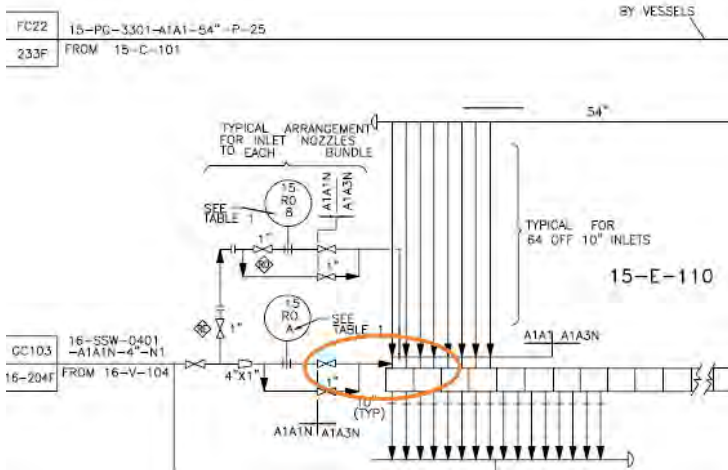 BY VESSELS
FC22
15-PG-3301-A1A1-54"-P-25
233F
FROM 15-C-101
54"
TYPICAL ARRANGEMENT
FOR INLET NOZZLES
TO EACH BUNDLE
A1A1N
A1A3N
15
RO
B
SEE
TABLE 1
1"
1"
TYPICAL FOR
64 OFF 10" INLETS
15-E-110
15
RO
A
SEE
TABLE 1
1"
A1A1 A1A3N
GC103
16-SSW-0401
-A1A1N-4"-N1
16-204F
FROM 16-V-104
4"X1"
1"
10"
(TYP)
A1A1N A1A3N